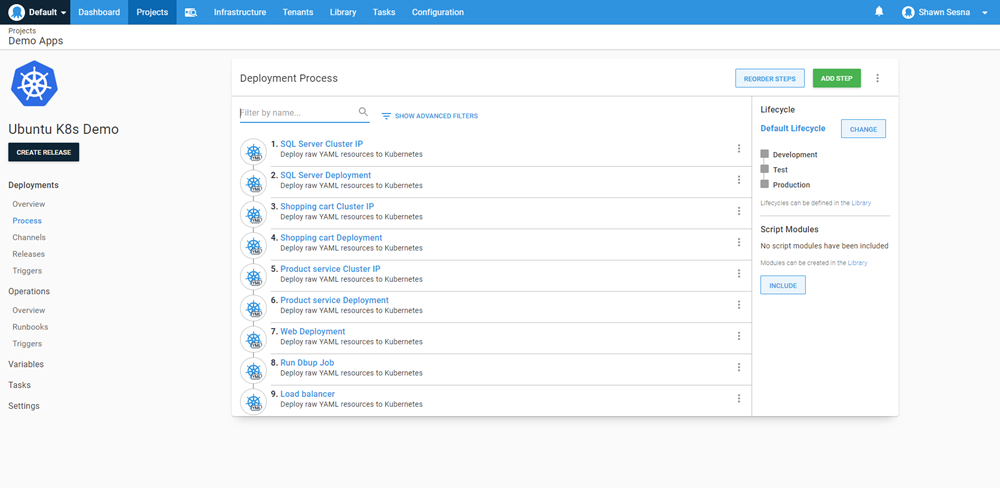 Default Dashboard Projects Infrastructure Tenants Library Tasks Configuration Shawn Sesna
Projects
Demo Apps
Ubuntu K8s Demo
CREATE RELEASE
Deployments
Overview
Process
Channels
Releases
Triggers
Operations
Overview
Runbooks
Triggers
Variables
Tasks
Settings
Deployment Process
REORDER STEPS
ADD STEP
Filter by name...
SHOW ADVANCED FILTERS
1. SQL Server Cluster IP
Deploy raw YAML resources to Kubernetes
2. SQL Server Deployment
Deploy raw YAML resources to Kubernetes
3. Shopping cart Cluster IP
Deploy raw YAML resources to Kubernetes
4. Shopping cart Deployment
Deploy raw YAML resources to Kubernetes
5. Product service Cluster IP
Deploy raw YAML resources to Kubernetes
6. Product service Deployment
Deploy raw YAML resources to Kubernetes
7. Web Deployment
Deploy raw YAML resources to Kubernetes
8. Run Dbup Job
Deploy raw YAML resources to Kubernetes
9. Load balancer
Deploy raw YAML resources to Kubernetes
Lifecycle
Default Lifecycle
CHANGE
Development
Test
Production
Lifecycles can be defined in the Library
Script Modules
No script modules have been included
Modules can be created in the Library
INCLUDE